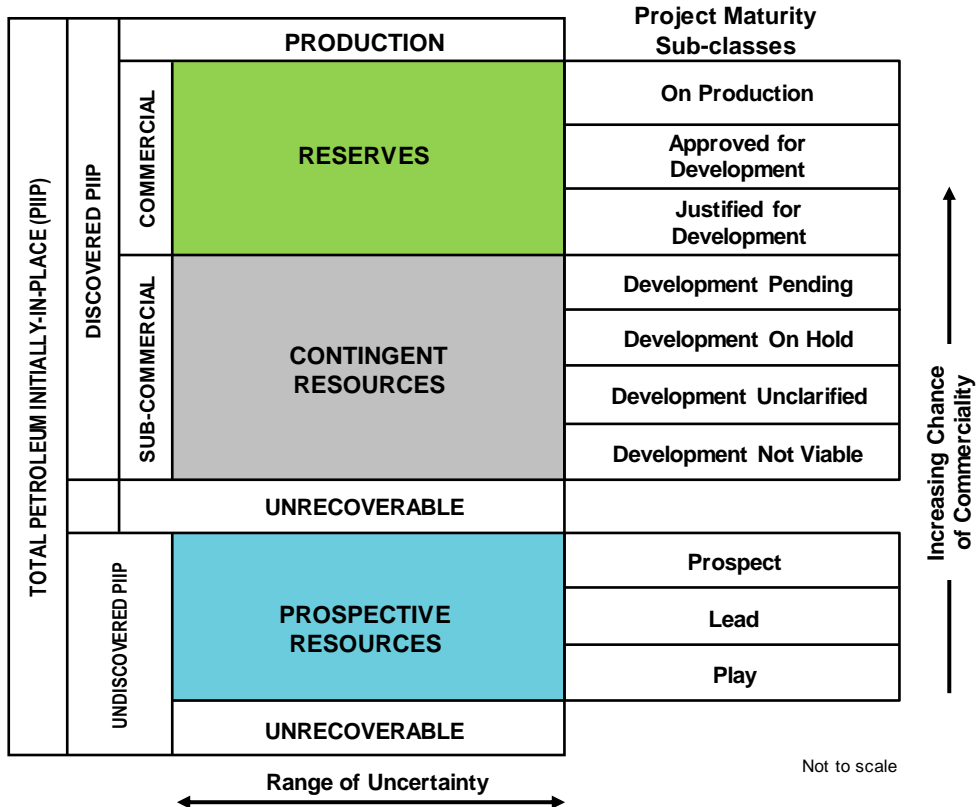 Project Maturity
Sub-classes
PRODUCTION
TOTAL PETROLEUM INITIALLY-IN-PLACE (PIIP)
DISCOVERED PIIP
COMMERCIAL
RESERVES
On Production
Approved for
Development
Justified for
Development
SUB-COMMERCIAL
CONTINGENT
RESOURCES
Development Pending
Development On Hold
Development Unclarified
Development Not Viable
UNRECOVERABLE
UNDISCOVERED PIIP
PROSPECTIVE
RESOURCES
Prospect
Lead
Play
UNRECOVERABLE
Increasing Chance
of Commerciality
Not to scale
Range of Uncertainty